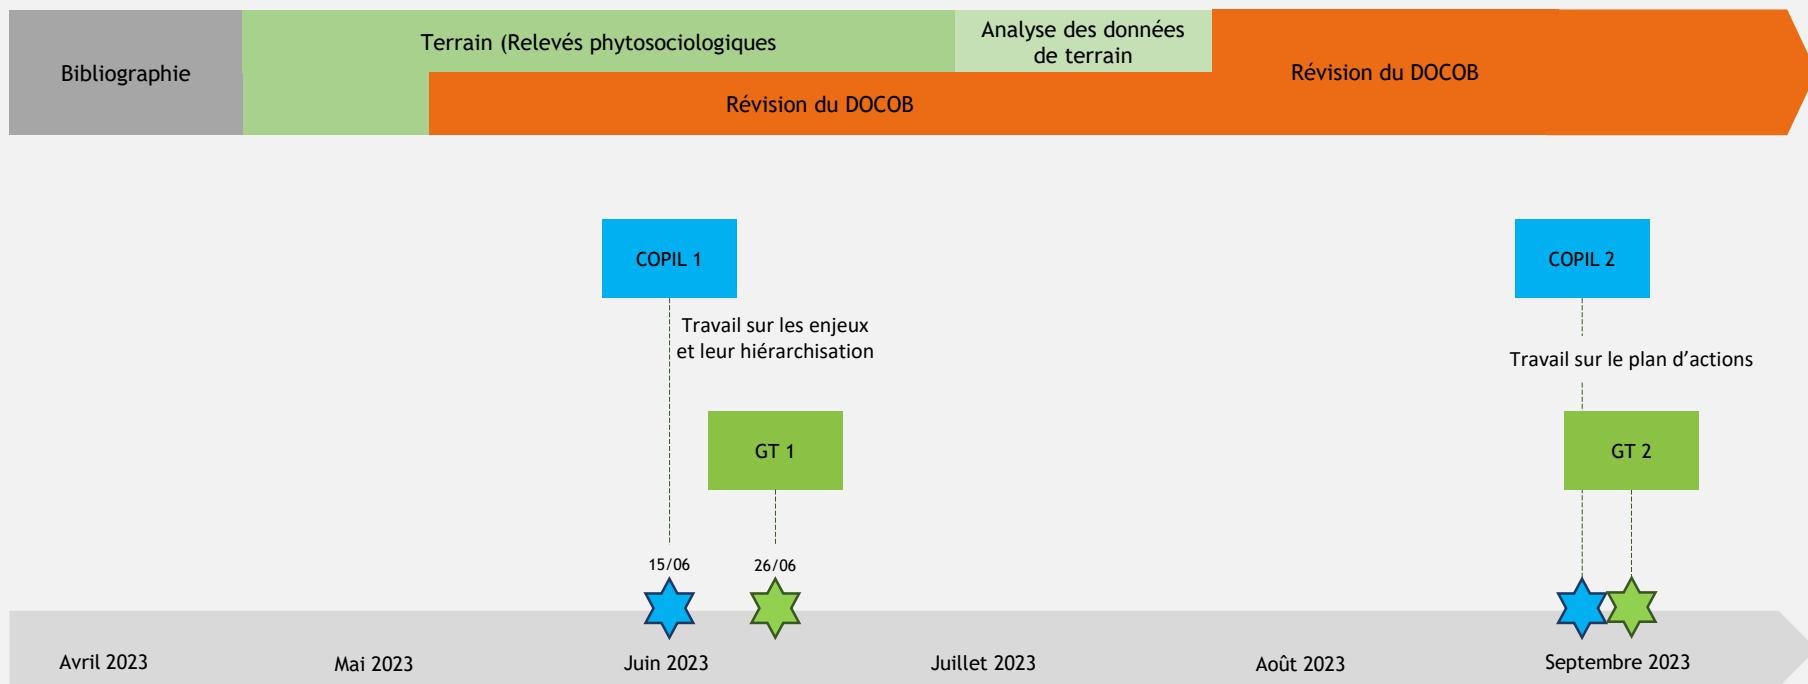 Bibliographie
Terrain (Relevés phytosociologiques
Analyse des données
de terrain
Révision du DOCOB
Révision du DOCOB
COPIL 1
COPIL 2
Travail sur les enjeux
et leur hiérarchisation
Travail sur le plan d’actions
GT 1
GT 2
15/06
26/06
Avril 2023
Mai 2023
Juin 2023
Juillet 2023
Août 2023
Septembre 2023